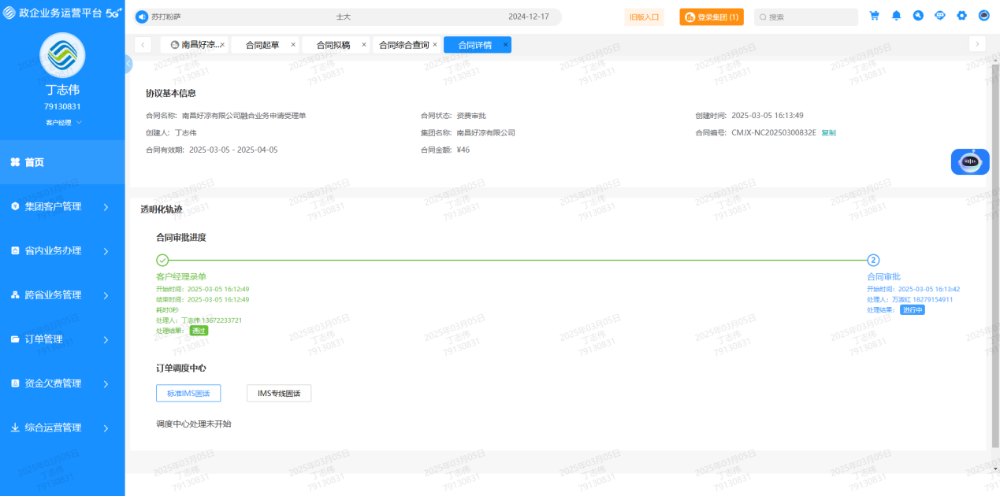 政企业务运营平台 5G
苏打粉萨 士大 2024-12-17
旧版入口 登录集团 (1) 搜索
南昌好凉... × 合同起草 × 合同拟稿 × 合同综合查询 × 合同详情 ×
丁志伟
79130831
客户经理
首页
集团客户管理
省内业务办理
跨省业务管理
订单管理
资金欠费管理
综合运营管理
协议基本信息
合同名称: 南昌好凉有限公司融合业务申请受理单 合同状态: 资费审批 创建时间: 2025-03-05 16:13:49
创建人: 丁志伟 集团名称: 南昌好凉有限公司 合同编号: CMJX-NC20250300832E 复制
合同有效期: 2025-03-05 - 2025-04-05 合同金额: ¥46
透明化轨迹
合同审批进度
2
客户经理录单
开始时间: 2025-03-05 16:12:49
结束时间: 2025-03-05 16:12:49
耗时0秒
处理人: 丁志伟 13672233721
处理结果: 通过
合同审批
开始时间: 2025-03-05 16:13:42
处理人: 万淑红 18279154911
处理结果: 进行中
订单调度中心
标准IMS固话 IMS专线固话
调度中心处理未开始
2025年03月05日
丁志伟
79130831